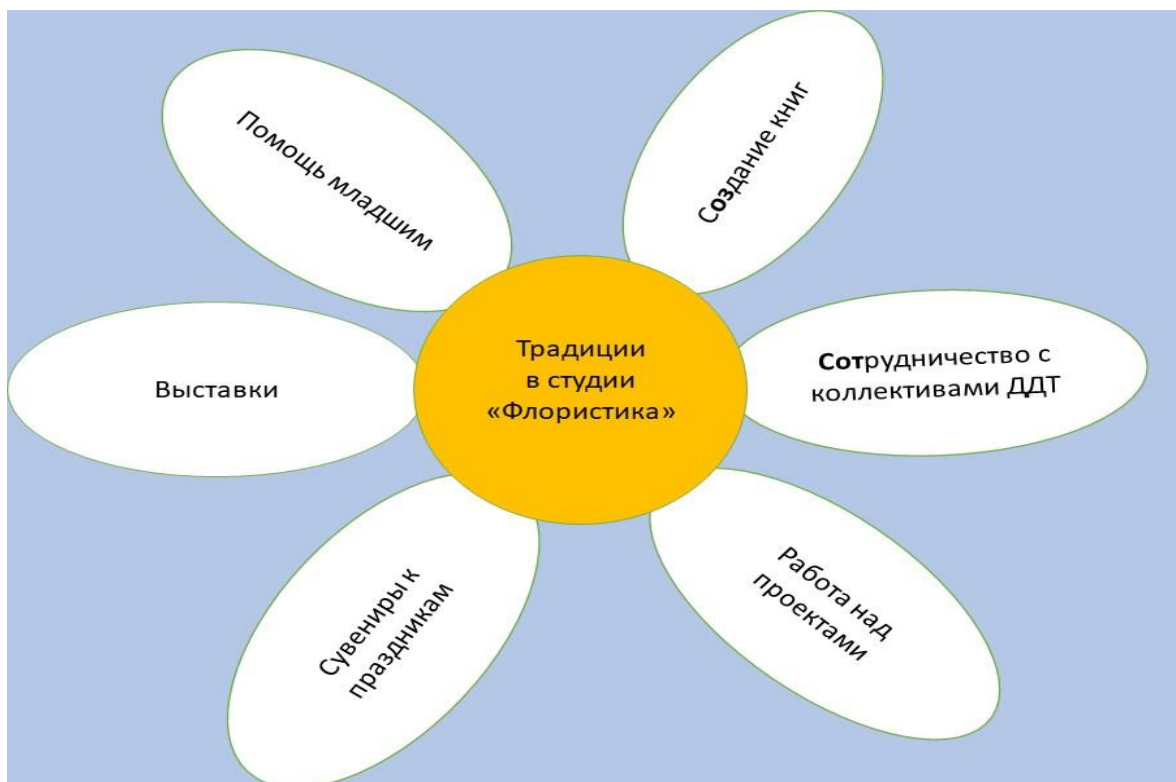 Помощь младшим
Создание книг
Традиции
в студии
«Флористика»
Сотрудничество с
коллективами ДДТ
Выставки
Сувениры к
праздникам
Работа над
проектами